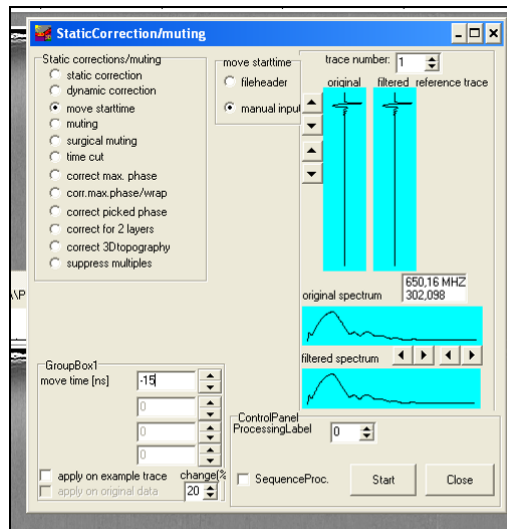 StaticCorrection/muting
Static corrections/muting
static correction
dynamic correction
move starttime
muting
surgical muting
time cut
correct max. phase
corr.max.phase/wrap
correct picked phase
correct for 2 layers
correct 3Dtopography
suppress multiples
move starttime
fileheader
manual input
trace number: 1
original filtered reference trace
650,16 MHZ
302,098
original spectrum
filtered spectrum
GroupBox1
move time [ns] -15
0
0
0
apply on example trace change(%
apply on original data 20
ControlPanel
ProcessingLabel 0
SequenceProc. Start Close
\P